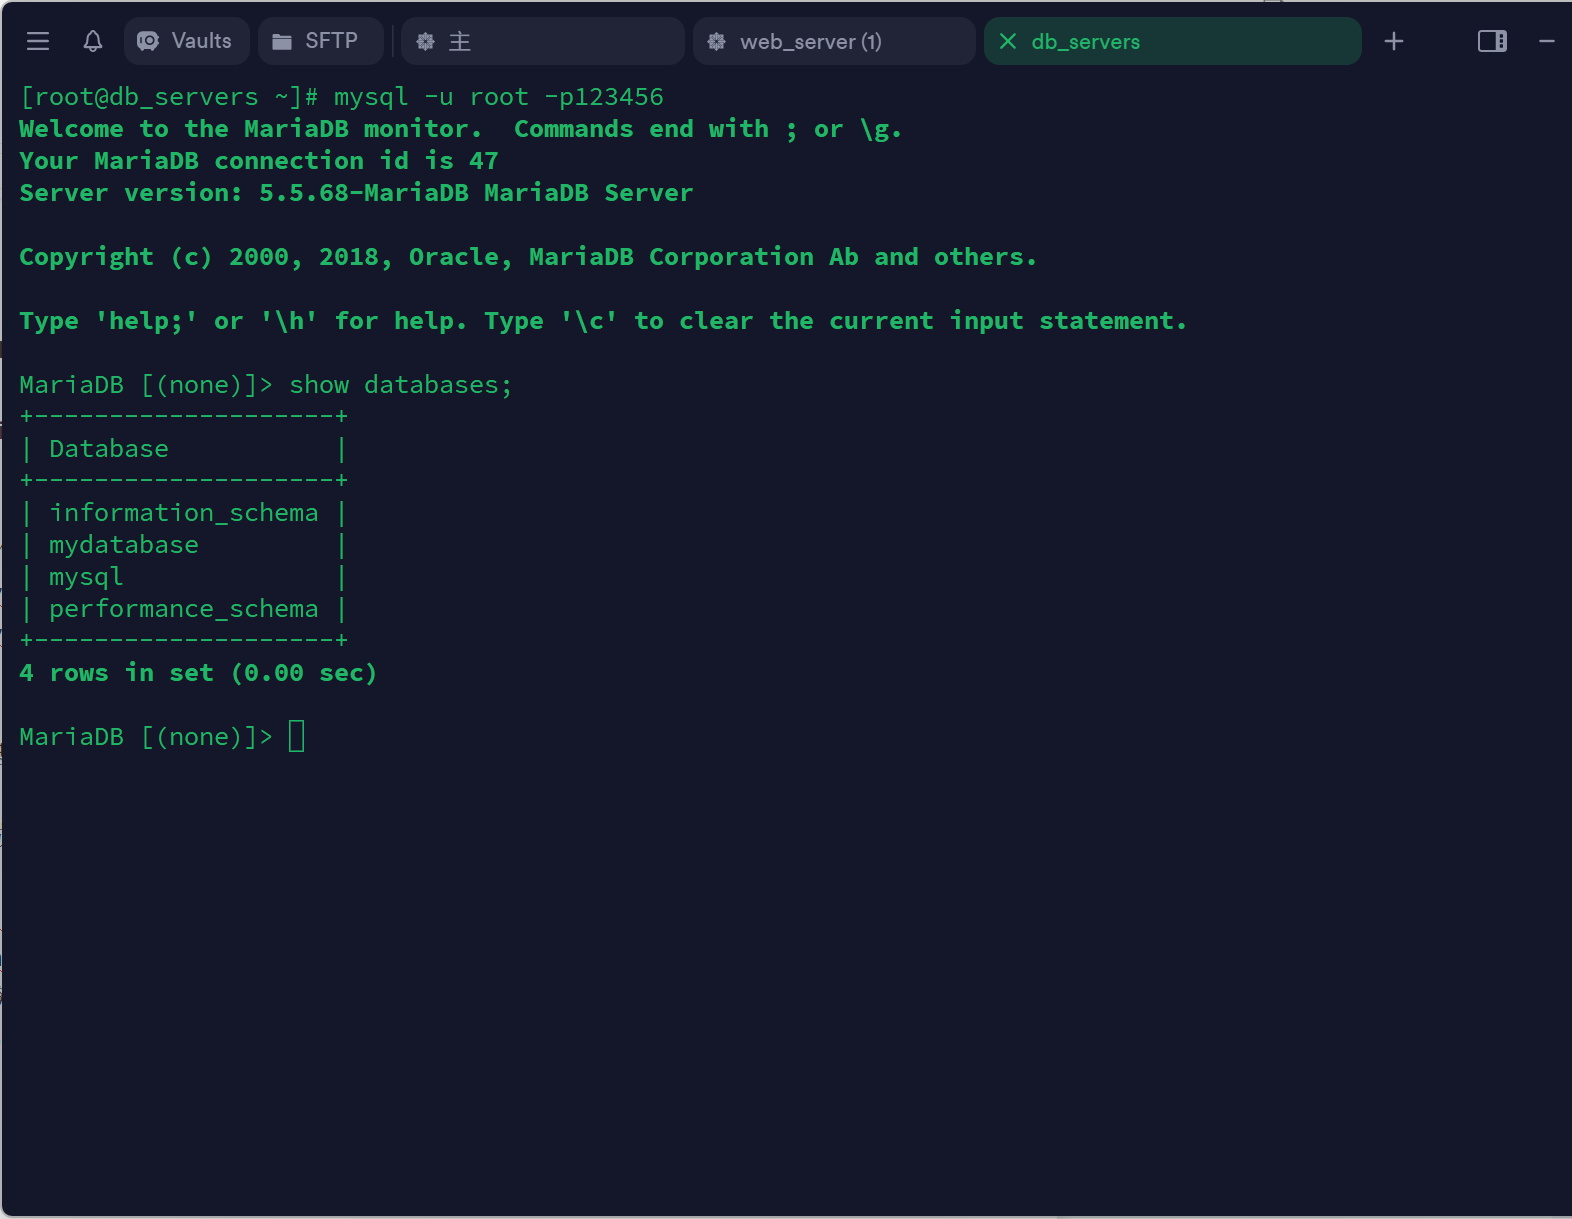 Vaults SFTP 主 web_server (1) db_servers
[root@db_servers ~]# mysql -u root -p123456
Welcome to the MariaDB monitor.  Commands end with ; or \g.
Your MariaDB connection id is 47
Server version: 5.5.68-MariaDB MariaDB Server
Copyright (c) 2000, 2018, Oracle, MariaDB Corporation Ab and others.
Type 'help;' or '\h' for help. Type '\c' to clear the current input statement.
MariaDB [(none)]> show databases;
+--------------------+
| Database           |
+--------------------+
| information_schema |
| mydatabase         |
| mysql              |
| performance_schema |
+--------------------+
4 rows in set (0.00 sec)
MariaDB [(none)]>